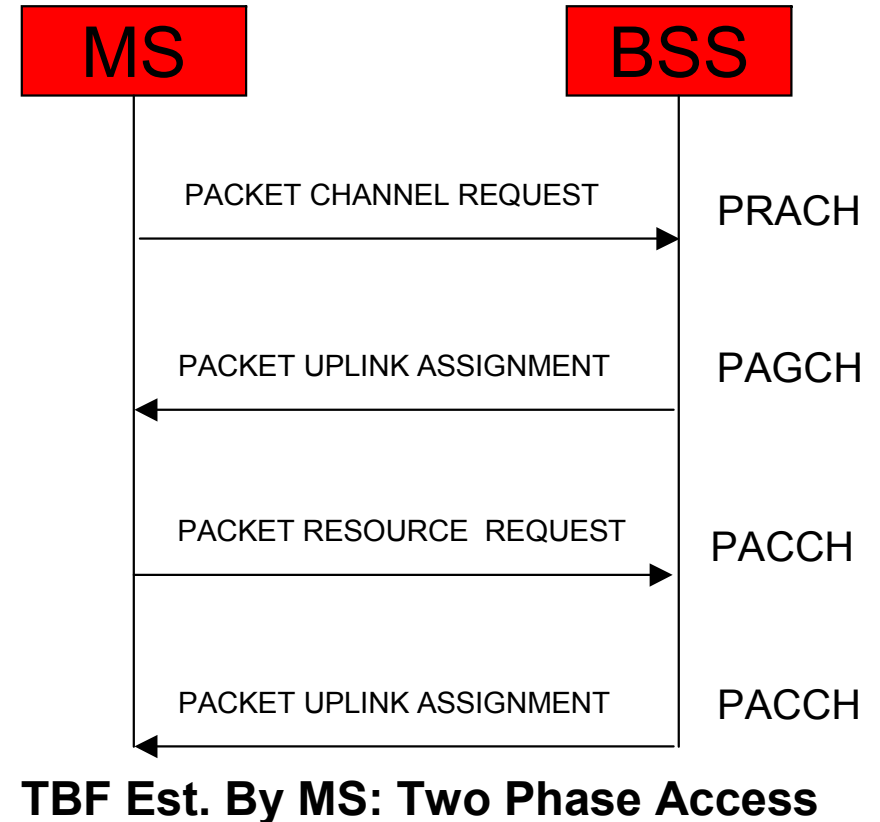 MS
BSS
PACKET CHANNEL REQUEST
PRACH
PACKET UPLINK ASSIGNMENT
PAGCH
PACKET RESOURCE  REQUEST
PACCH
PACKET UPLINK ASSIGNMENT
PACCH
TBF Est. By MS: Two Phase Access